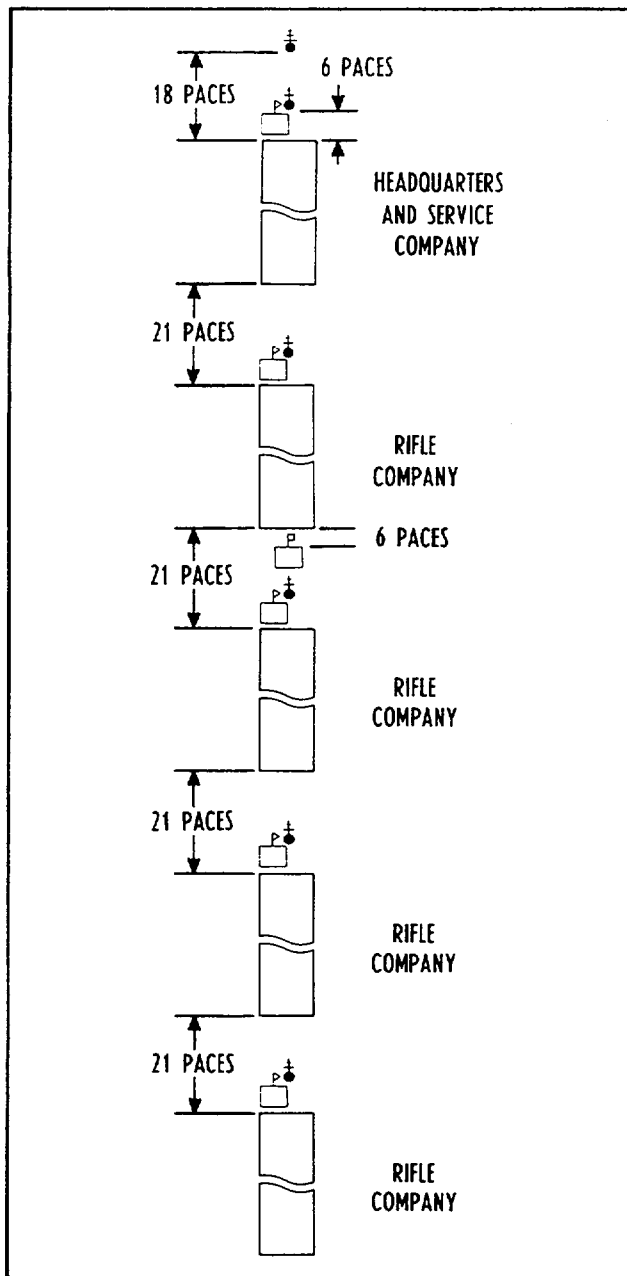 6 PACES
18 PACES
HEADQUARTERS
AND SERVICE
COMPANY
21 PACES
RIFLE
COMPANY
6 PACES
21 PACES
RIFLE
COMPANY
21 PACES
RIFLE
COMPANY
21 PACES
RIFLE
COMPANY